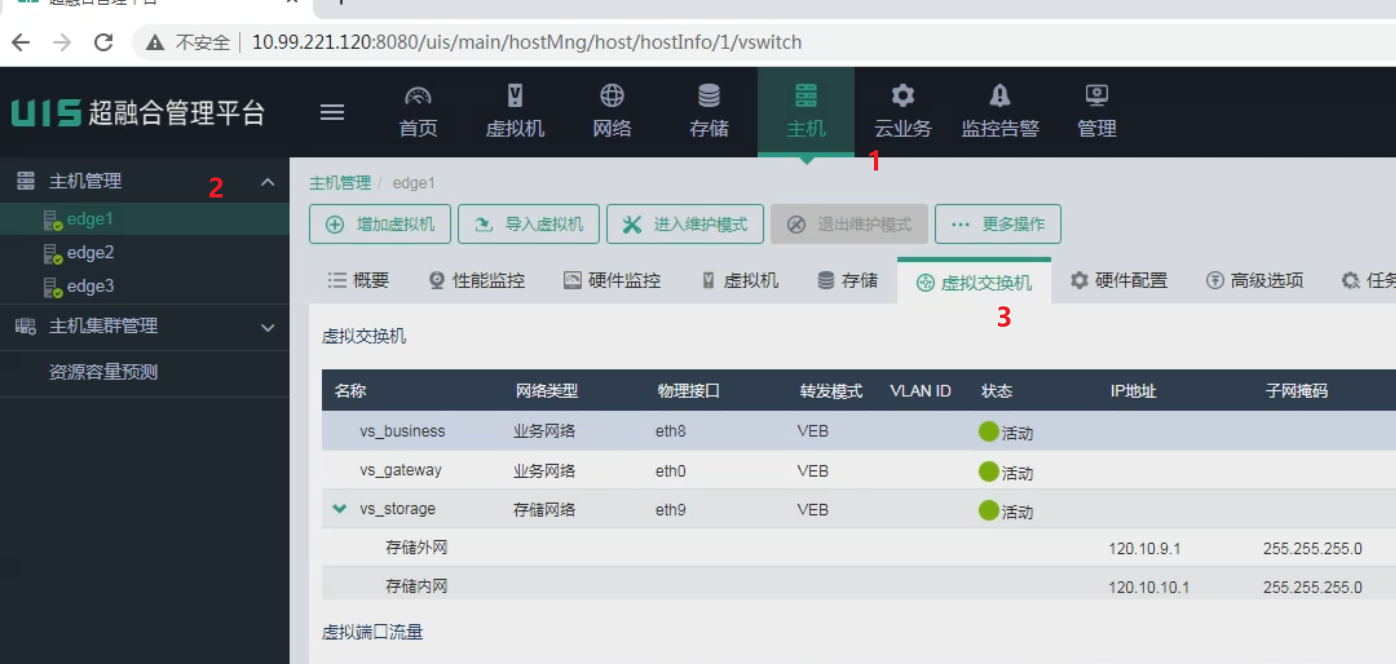 超融合管理平台
不安全 10.99.221.120:8080/uis/main/hostMng/host/hostInfo/1/vswitch
UIS 超融合管理平台
首页 虚拟机 网络 存储 主机 云业务 监控告警 管理
1
主机管理 2
edge1
edge2
edge3
主机集群管理
资源容量预测
主机管理 / edge1
增加虚拟机 导入虚拟机 进入维护模式 退出维护模式 ... 更多操作
概要 性能监控 硬件监控 虚拟机 存储 虚拟交换机 硬件配置 高级选项 任务
3
虚拟交换机
名称 网络类型 物理接口 转发模式 VLAN ID 状态 IP地址 子网掩码
vs_business 业务网络 eth8 VEB 活动
vs_gateway 业务网络 eth0 VEB 活动
vs_storage 存储网络 eth9 VEB 活动
存储外网 120.10.9.1 255.255.255.0
存储内网 120.10.10.1 255.255.255.0
虚拟端口流量